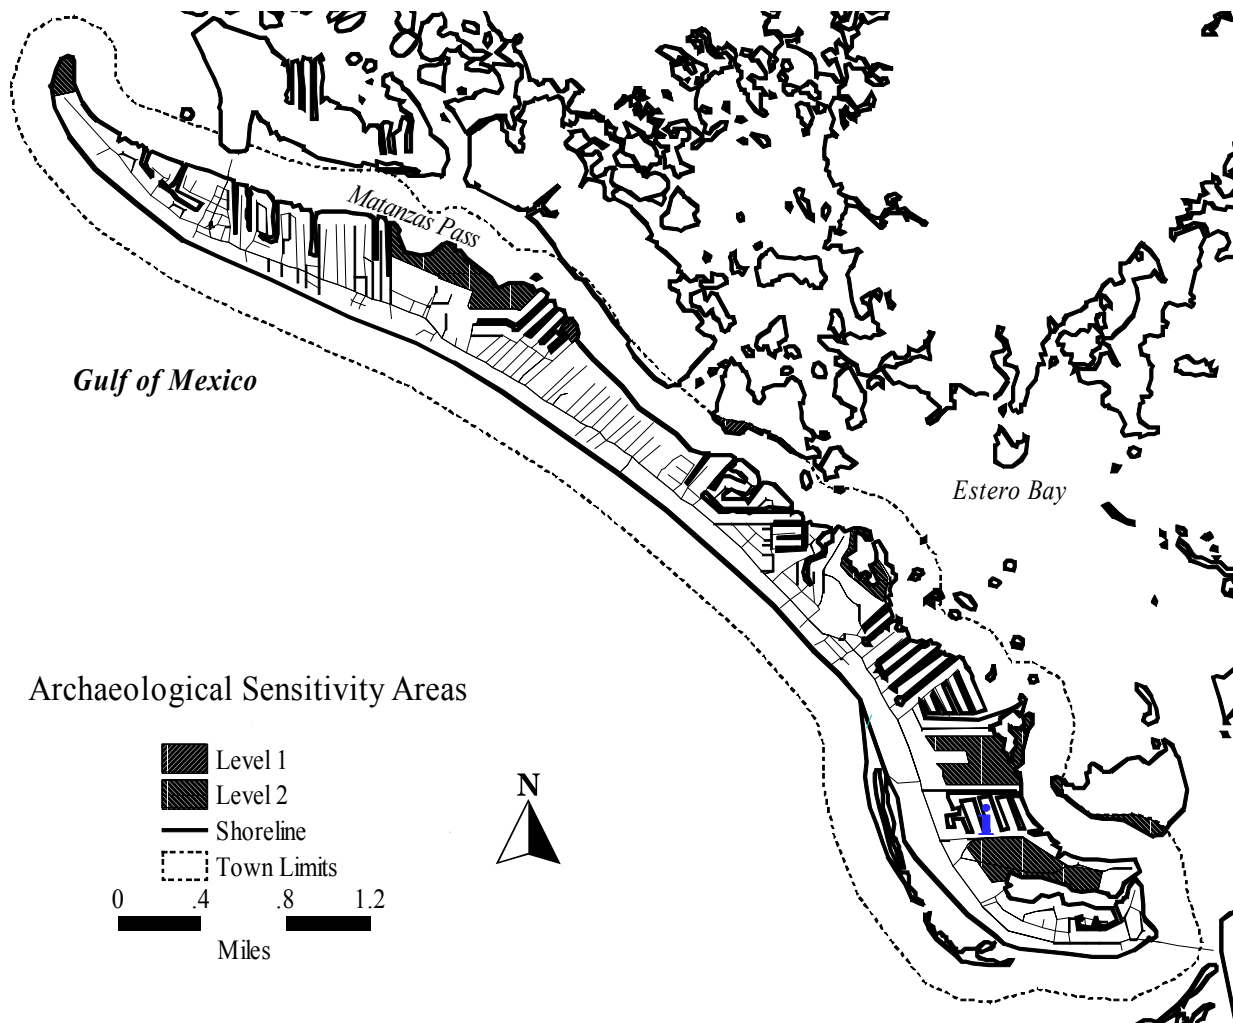 Matanzas Pass
Gulf of Mexico
Estero Bay
Archaeological Sensitivity Areas
Level 1
Level 2
Shoreline
Town Limits
0 .4 .8 1.2
Miles
N
i